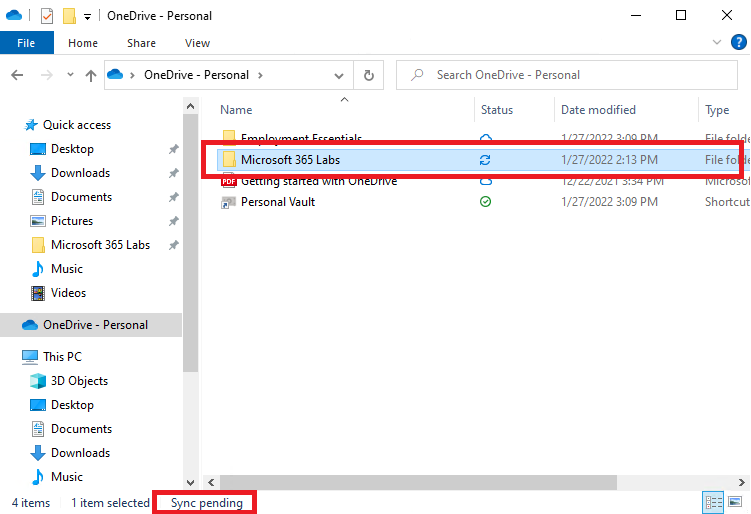 OneDrive - Personal
File Home Share View
OneDrive - Personal
Search OneDrive - Personal
Name Status Date modified Type
Quick access
Desktop
Downloads
Documents
Pictures
Microsoft 365 Labs
Music
Videos
OneDrive - Personal
This PC
3D Objects
Desktop
Documents
Downloads
Music
Employment Essentials 1/27/2022 3:09 PM File folde
Microsoft 365 Labs 1/27/2022 2:13 PM File folde
PDF Getting started with OneDrive 12/22/2021 3:34 PM Microso
Personal Vault 1/27/2022 3:09 PM Shortcut
4 items 1 item selected Sync pending